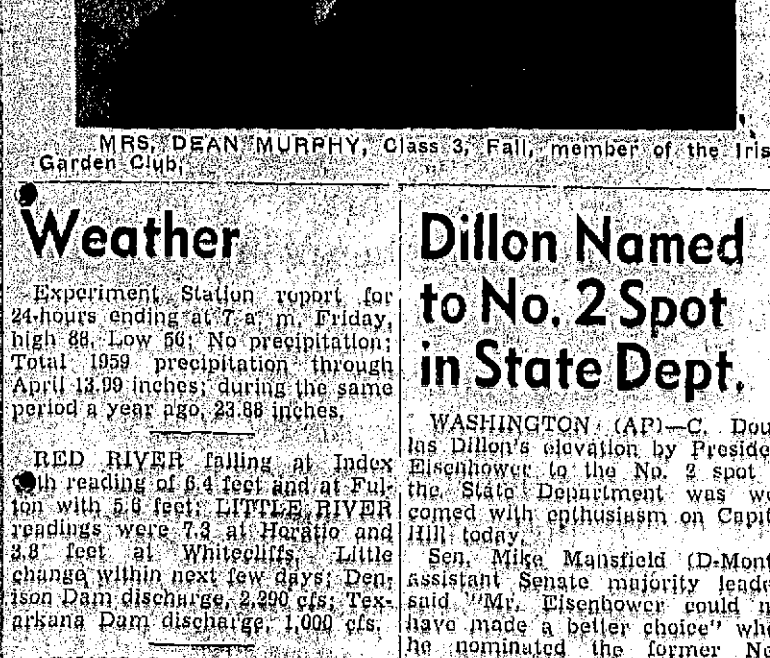 MRS. DEAN MURPHY, Class 3, Fall, member of the Iris
Garden Club.
Weather
Experiment Station report for
24-hours ending at 7 a. m. Friday,
high 88, Low 56; No precipitation;
Total 1959 precipitation through
April 13.99 inches; during the same
period a year ago, 23.88 inches.
RED RIVER falling at Index
with reading of 6.4 feet and at Ful-
ton with 5.6 feet; LITTLE RIVER
readings were 7.3 at Horatio and
3.8 feet at Whitecliffs, Little
change within next few days; Den-
ison Dam discharge, 2,290 cfs; Tex-
arkana Dam discharge, 1,000 cfs.
Dillon Named
to No. 2 Spot
in State Dept.
WASHINGTON (AP)—C. Doug
las Dillon's elevation by Preside
Eisenhower to the No. 2 spot
the State Department was we
comed with enthusiasm on Capit
Hill today.
Sen. Mike Mansfield (D-Mont
assistant Senate majority leade
said "Mr. Eisenhower could n
have made a better choice" whe
he nominated the former Ne